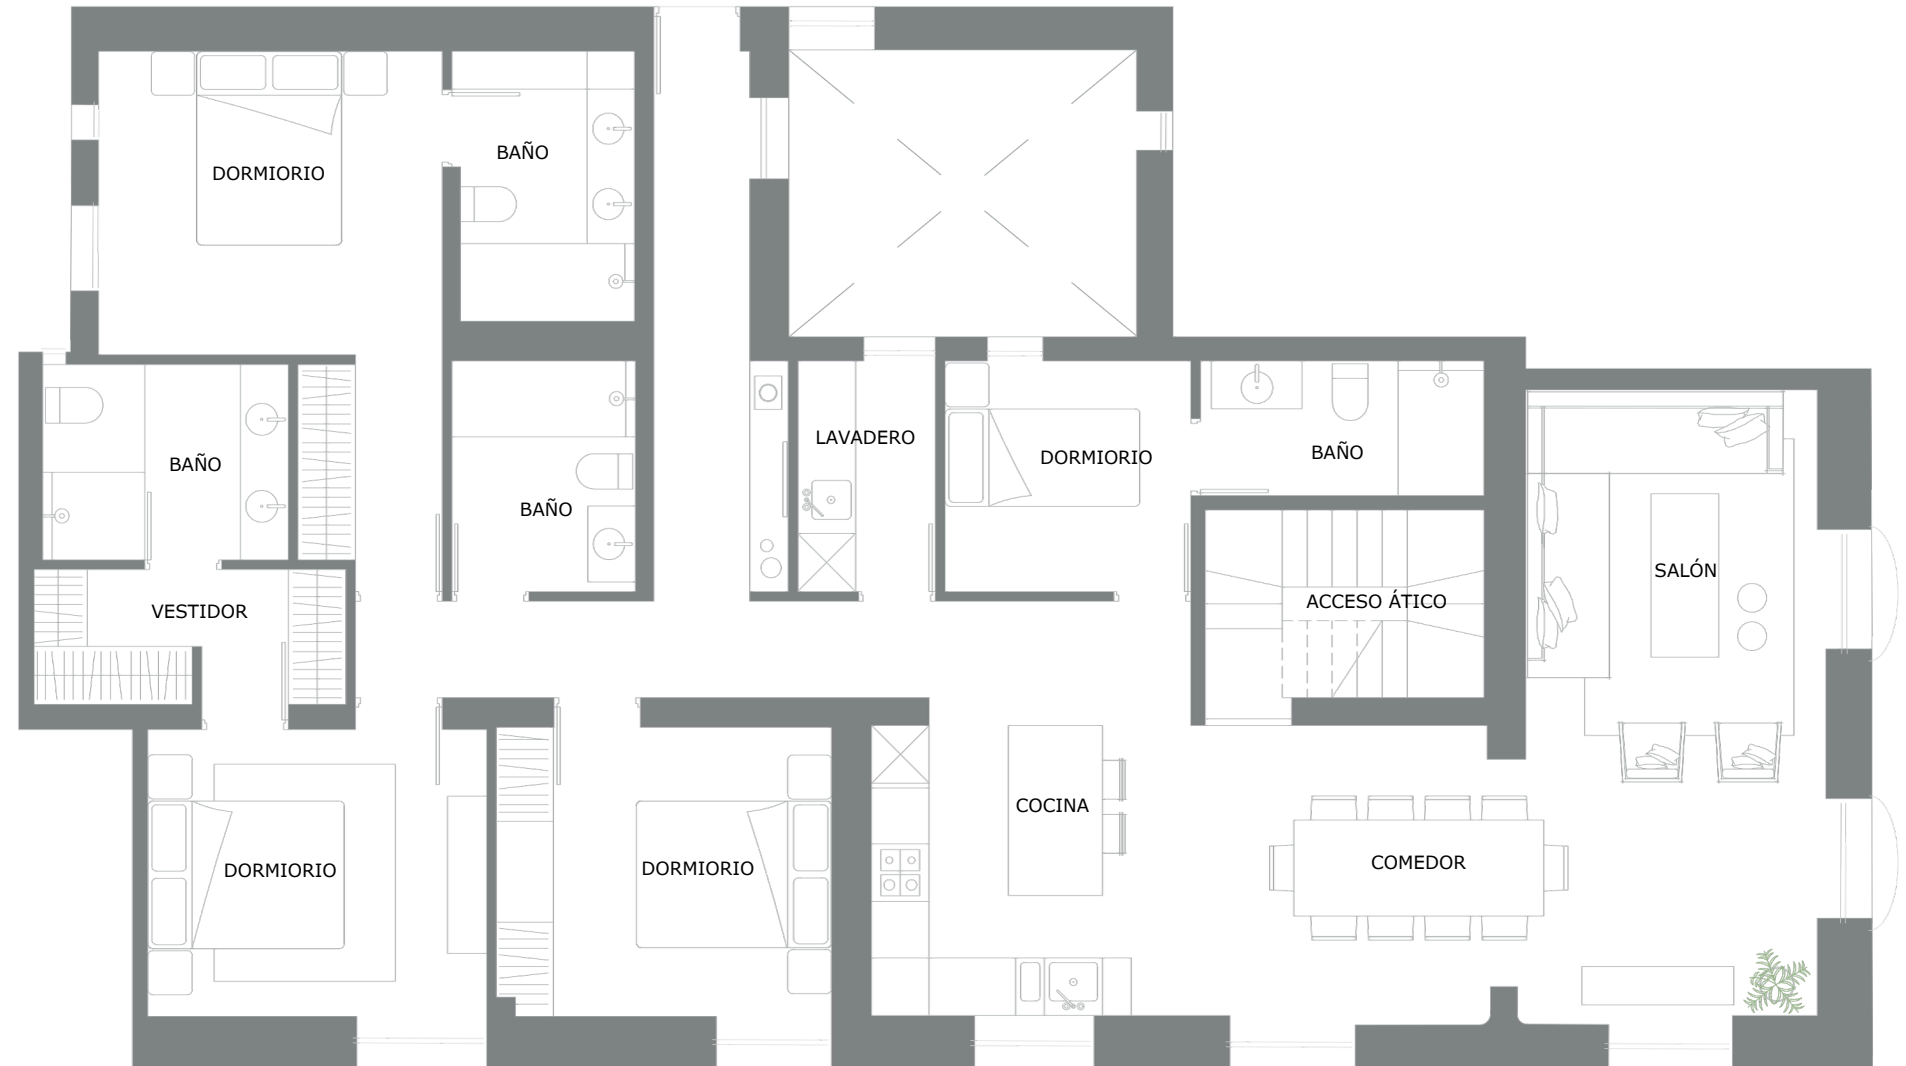 DORMIORIO
BAÑO
LAVADERO
DORMIORIO
BAÑO
BAÑO
BAÑO
SALÓN
VESTIDOR
ACCESO ÁTICO
DORMIORIO
DORMIORIO
COCINA
COMEDOR